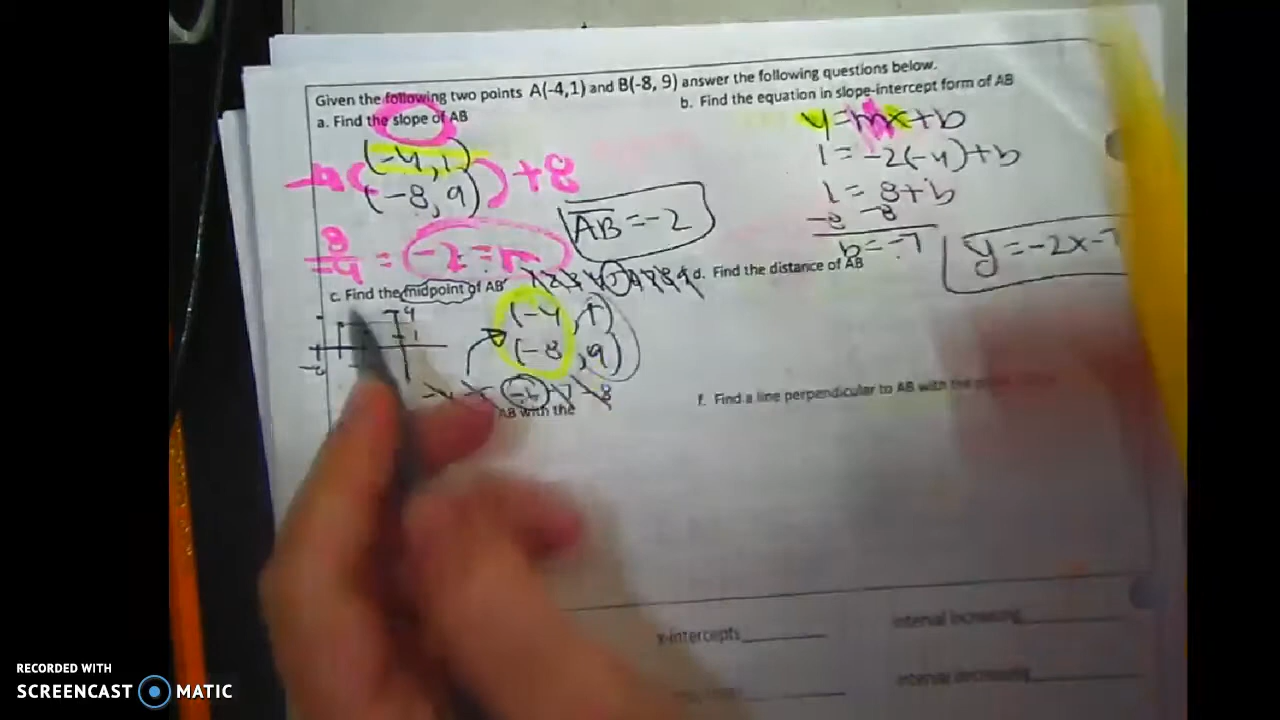 Given the following two points A(-4,1) and B(-8, 9) answer the following questions below.
a. Find the slope of AB
b. Find the equation in slope-intercept form of AB
(-4, 1)
(-8, 9)
-4
+8
8
-4
= -2 = m
AB = -2
y = mx + b
1 = -2(-4) + b
1 = 8 + b
-8 -8
b = -7
y = -2x - 7
c. Find the midpoint of AB
d. Find the distance of AB
(-4, 1)
(-8, 9)
AB with the
f. Find a line perpendicular to AB with the
x-intercepts
interval increasing
interval decreasing
RECORDED WITH
SCREENCAST MATIC